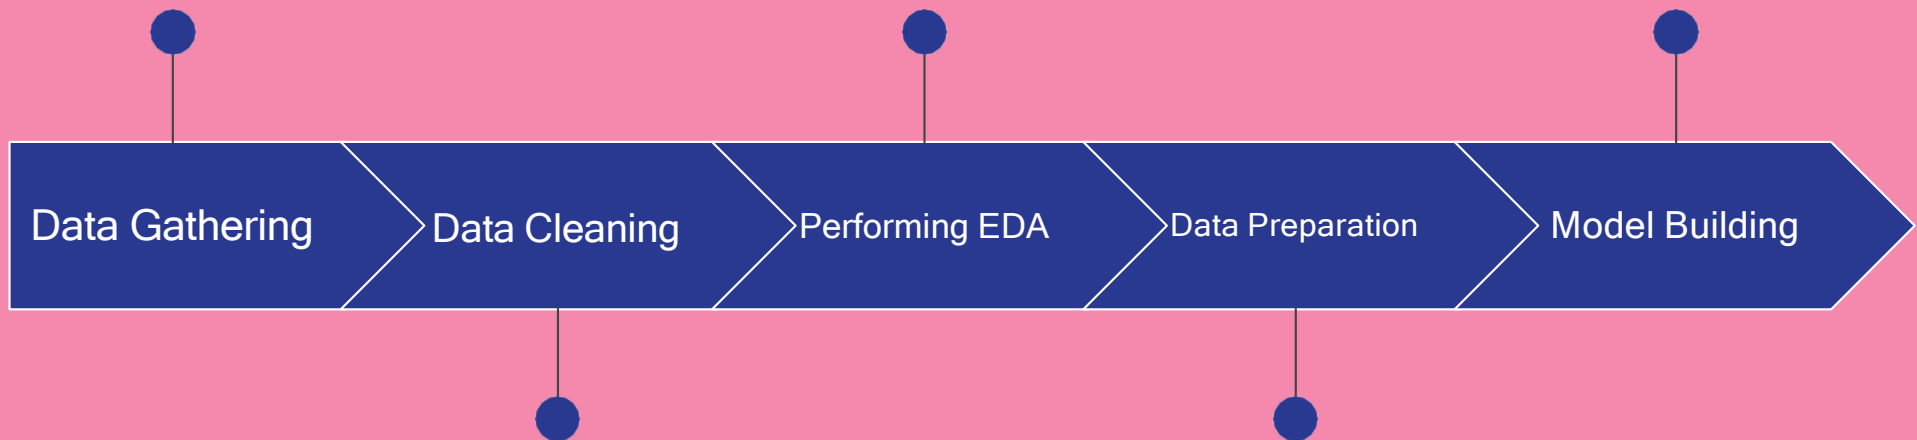 Data Gathering
Data Cleaning
Performing EDA
Data Preparation
Model Building